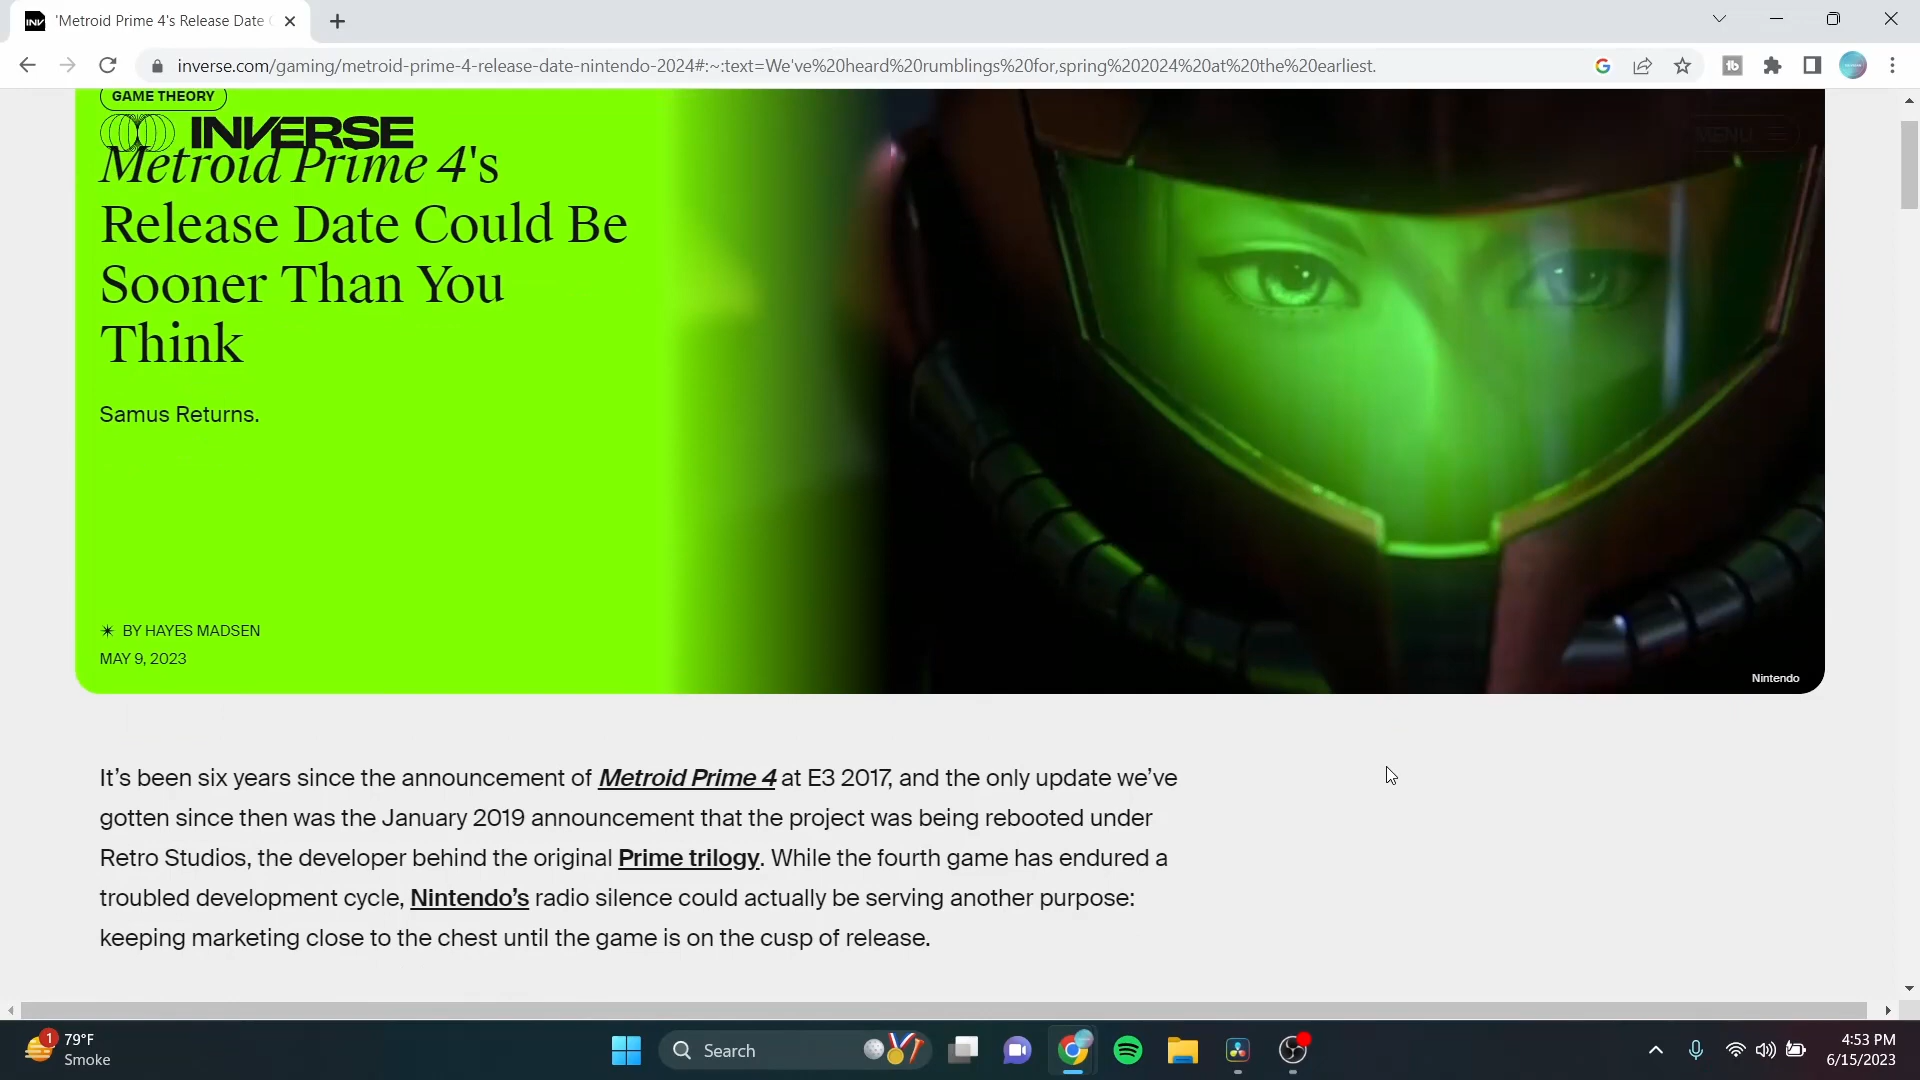 'Metroid Prime 4's Release Date
inverse.com/gaming/metroid-prime-4-release-date-nintendo-2024#:~:text=We've%20heard%20rumblings%20for,spring%202024%20at%20the%20earliest.
GAME THEORY
INVERSE
MENU
Metroid Prime 4's
Release Date Could Be
Sooner Than You
Think
Samus Returns.
BY HAYES MADSEN
MAY 9, 2023
Nintendo
It's been six years since the announcement of Metroid Prime 4 at E3 2017, and the only update we've
gotten since then was the January 2019 announcement that the project was being rebooted under
Retro Studios, the developer behind the original Prime trilogy. While the fourth game has endured a
troubled development cycle, Nintendo's radio silence could actually be serving another purpose:
keeping marketing close to the chest until the game is on the cusp of release.
1
79°F
Smoke
Search
4:53 PM
6/15/2023